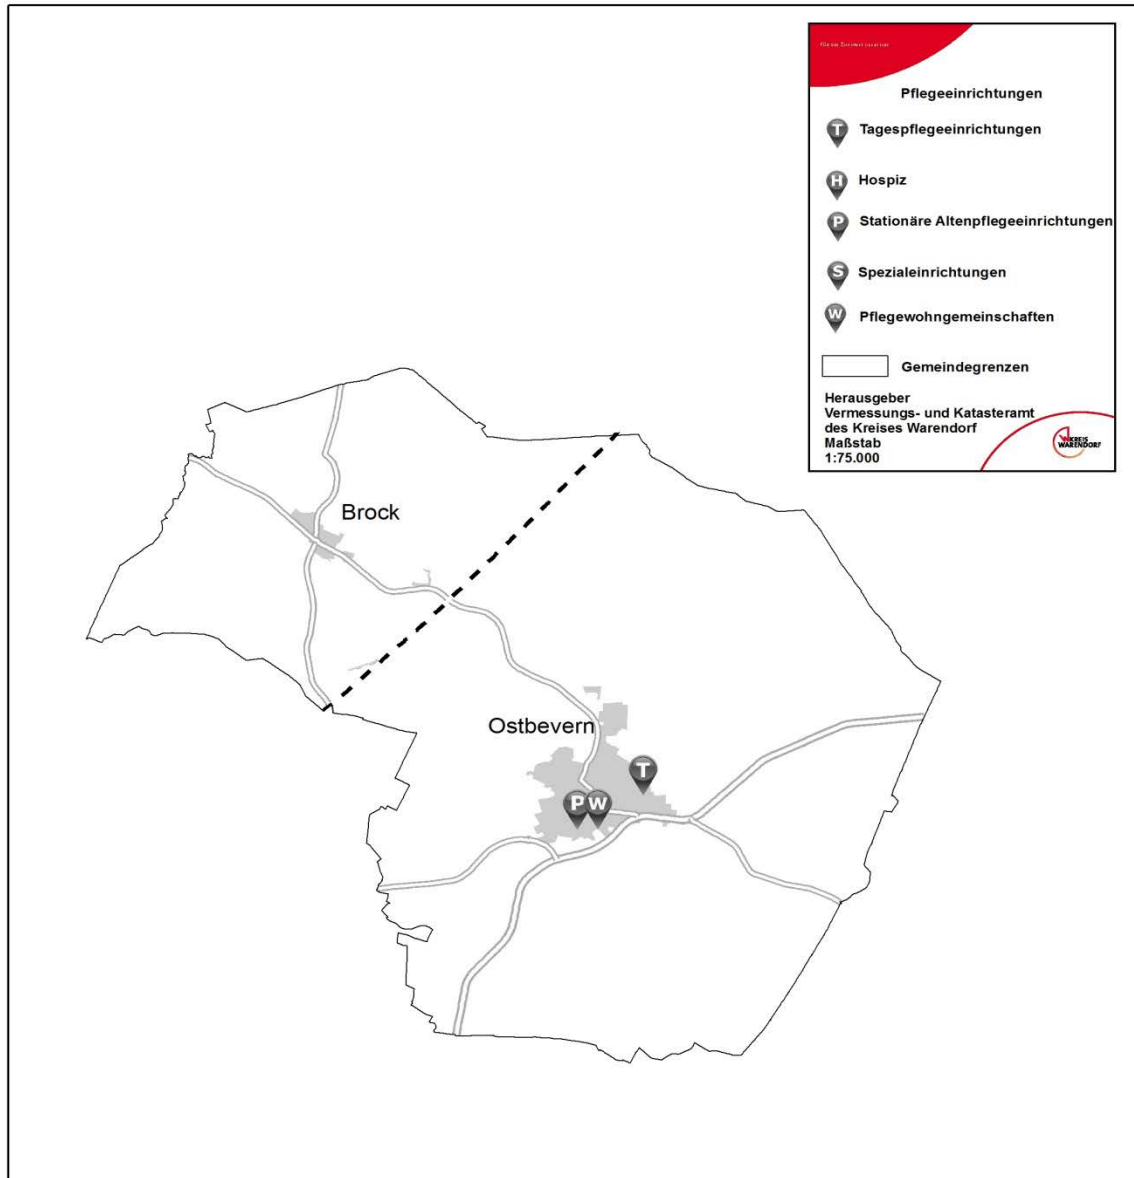 Pflegeeinrichtungen
T Tagespflegeeinrichtungen
H Hospiz
P Stationäre Altenpflegeeinrichtungen
S Spezialeinrichtungen
W Pflegewohngemeinschaften
Gemeindegrenzen
Herausgeber
Vermessungs- und Katasteramt
des Kreises Warendorf
Maßstab
1:75.000
KREIS
WARENDORF
Brock
Ostbevern
T
P W